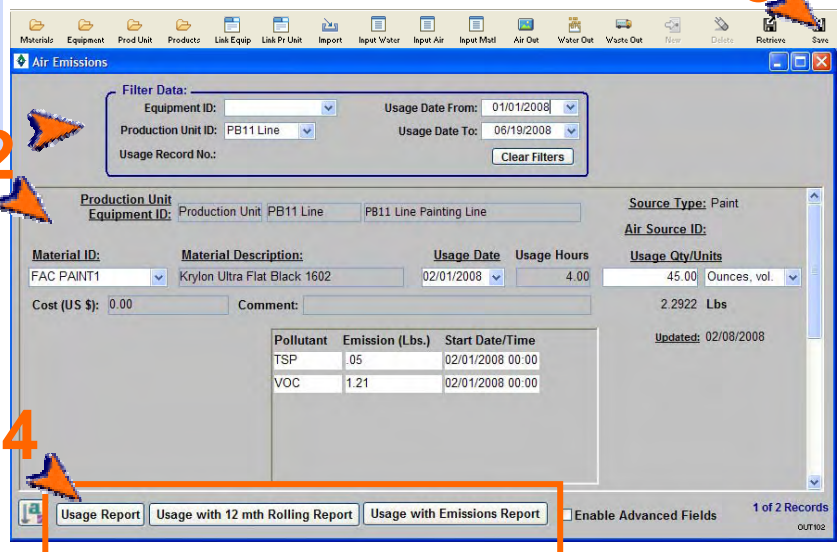 Materials Equipment Prod Unit Products Link Equip Link Pr Unit Import Input Water Input Air Input Matl Air Out Water Out Waste Out New Delete Retrieve Save
Air Emissions
Filter Data:
Equipment ID: Usage Date From: 01/01/2008
2
Production Unit ID: PB11 Line Usage Date To: 06/19/2008
Usage Record No.: Clear Filters
Production Unit
Equipment ID: Production Unit PB11 Line PB11 Line Painting Line Source Type: Paint
Air Source ID:
Material ID: Material Description: Usage Date Usage Hours Usage Qty/Units
FAC PAINT1 Krylon Ultra Flat Black 1602 02/01/2008 4.00 45.00 Ounces, vol.
Cost (US $): 0.00 Comment: 2.2922 Lbs
Pollutant Emission (Lbs.) Start Date/Time Updated: 02/08/2008
TSP .05 02/01/2008 00:00
VOC 1.21 02/01/2008 00:00
4
Usage Report Usage with 12 mth Rolling Report Usage with Emissions Report Enable Advanced Fields 1 of 2 Records
OUT102